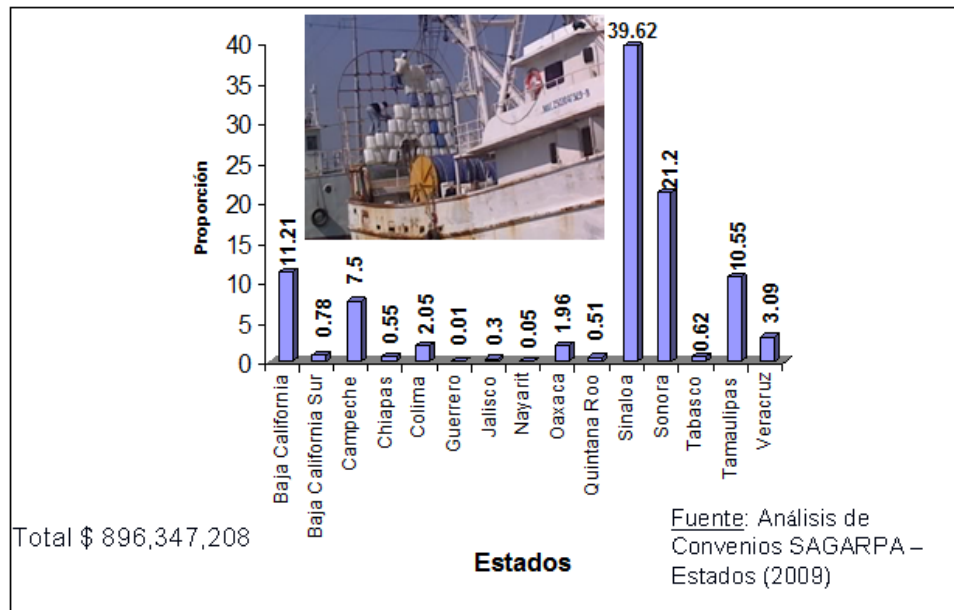 Proporción
40
35
30
25
20
15
10
5
0
11.21
0.78
7.5
0.55
2.05
0.01
0.3
0.05
1.96
0.51
39.62
21.2
0.62
10.55
3.09
Baja California
Baja California Sur
Campeche
Chiapas
Colima
Guerrero
Jalisco
Nayarit
Oaxaca
Quintana Roo
Sinaloa
Sonora
Tabasco
Tamaulipas
Veracruz
Estados
Total $ 896,347,208
Fuente: Análisis de
Convenios SAGARPA –
Estados (2009)